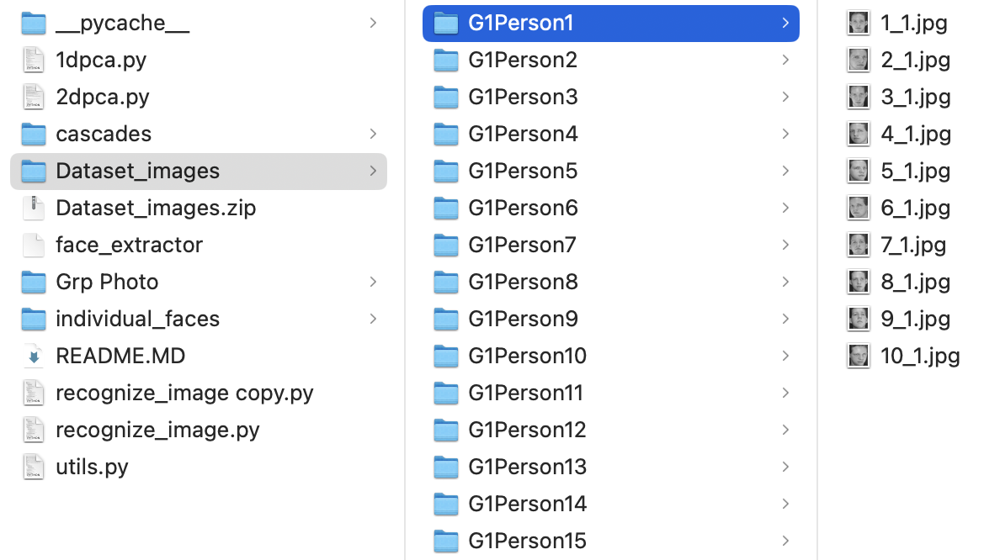 __pycache__
1dpca.py
2dpca.py
cascades
Dataset_images
Dataset_images.zip
face_extractor
Grp Photo
individual_faces
README.MD
recognize_image copy.py
recognize_image.py
utils.py
G1Person1
G1Person2
G1Person3
G1Person4
G1Person5
G1Person6
G1Person7
G1Person8
G1Person9
G1Person10
G1Person11
G1Person12
G1Person13
G1Person14
G1Person15
1_1.jpg
2_1.jpg
3_1.jpg
4_1.jpg
5_1.jpg
6_1.jpg
7_1.jpg
8_1.jpg
9_1.jpg
10_1.jpg